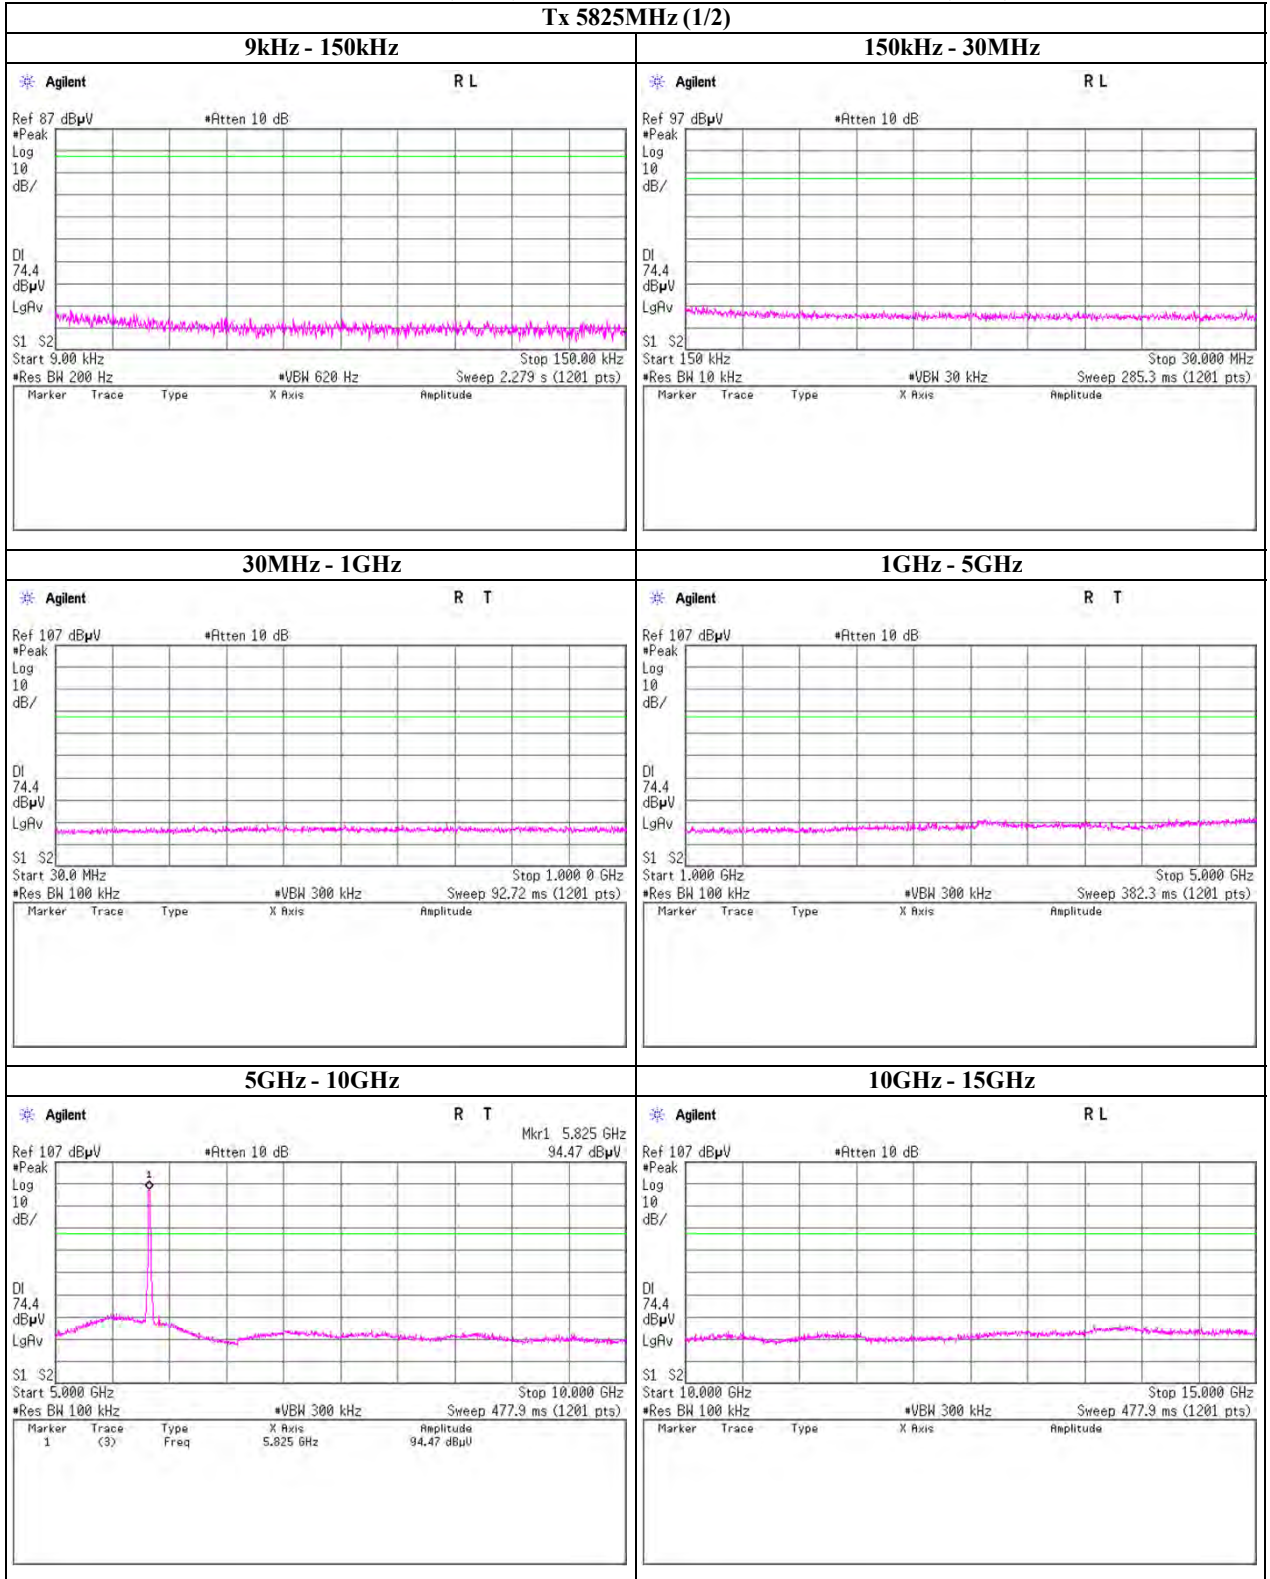 Tx 5825MHz (1/2)
9kHz - 150kHz
Agilent R L
Ref 87 dBµV #Atten 10 dB
#Peak
Log
10
dB/
DI
74.4
dBµV
LgAv
S1 S2
Start 9.00 kHz Stop 150.00 kHz
#Res BW 200 Hz #VBW 620 Hz Sweep 2.279 s (1201 pts)
Marker Trace Type X Axis Amplitude
150kHz - 30MHz
Agilent R L
Ref 97 dBµV #Atten 10 dB
#Peak
Log
10
dB/
DI
74.4
dBµV
LgAv
S1 S2
Start 150 kHz Stop 30.000 MHz
#Res BW 10 kHz #VBW 30 kHz Sweep 285.3 ms (1201 pts)
Marker Trace Type X Axis Amplitude
30MHz - 1GHz
Agilent R T
Ref 107 dBµV #Atten 10 dB
#Peak
Log
10
dB/
DI
74.4
dBµV
LgAv
S1 S2
Start 30.0 MHz Stop 1.000 0 GHz
#Res BW 100 kHz #VBW 300 kHz Sweep 92.72 ms (1201 pts)
Marker Trace Type X Axis Amplitude
1GHz - 5GHz
Agilent R T
Ref 107 dBµV #Atten 10 dB
#Peak
Log
10
dB/
DI
74.4
dBµV
LgAv
S1 S2
Start 1.000 GHz Stop 5.000 GHz
#Res BW 100 kHz #VBW 300 kHz Sweep 382.3 ms (1201 pts)
Marker Trace Type X Axis Amplitude
5GHz - 10GHz
Agilent R T
Mkr1 5.825 GHz
Ref 107 dBµV #Atten 10 dB 94.47 dBµV
#Peak
Log
10
dB/
1
DI
74.4
dBµV
LgAv
S1 S2
Start 5.000 GHz Stop 10.000 GHz
#Res BW 100 kHz #VBW 300 kHz Sweep 477.9 ms (1201 pts)
Marker Trace Type X Axis Amplitude
1 (3) Freq 5.825 GHz 94.47 dBµV
10GHz - 15GHz
Agilent R L
Ref 107 dBµV #Atten 10 dB
#Peak
Log
10
dB/
DI
74.4
dBµV
LgAv
S1 S2
Start 10.000 GHz Stop 15.000 GHz
#Res BW 100 kHz #VBW 300 kHz Sweep 477.9 ms (1201 pts)
Marker Trace Type X Axis Amplitude